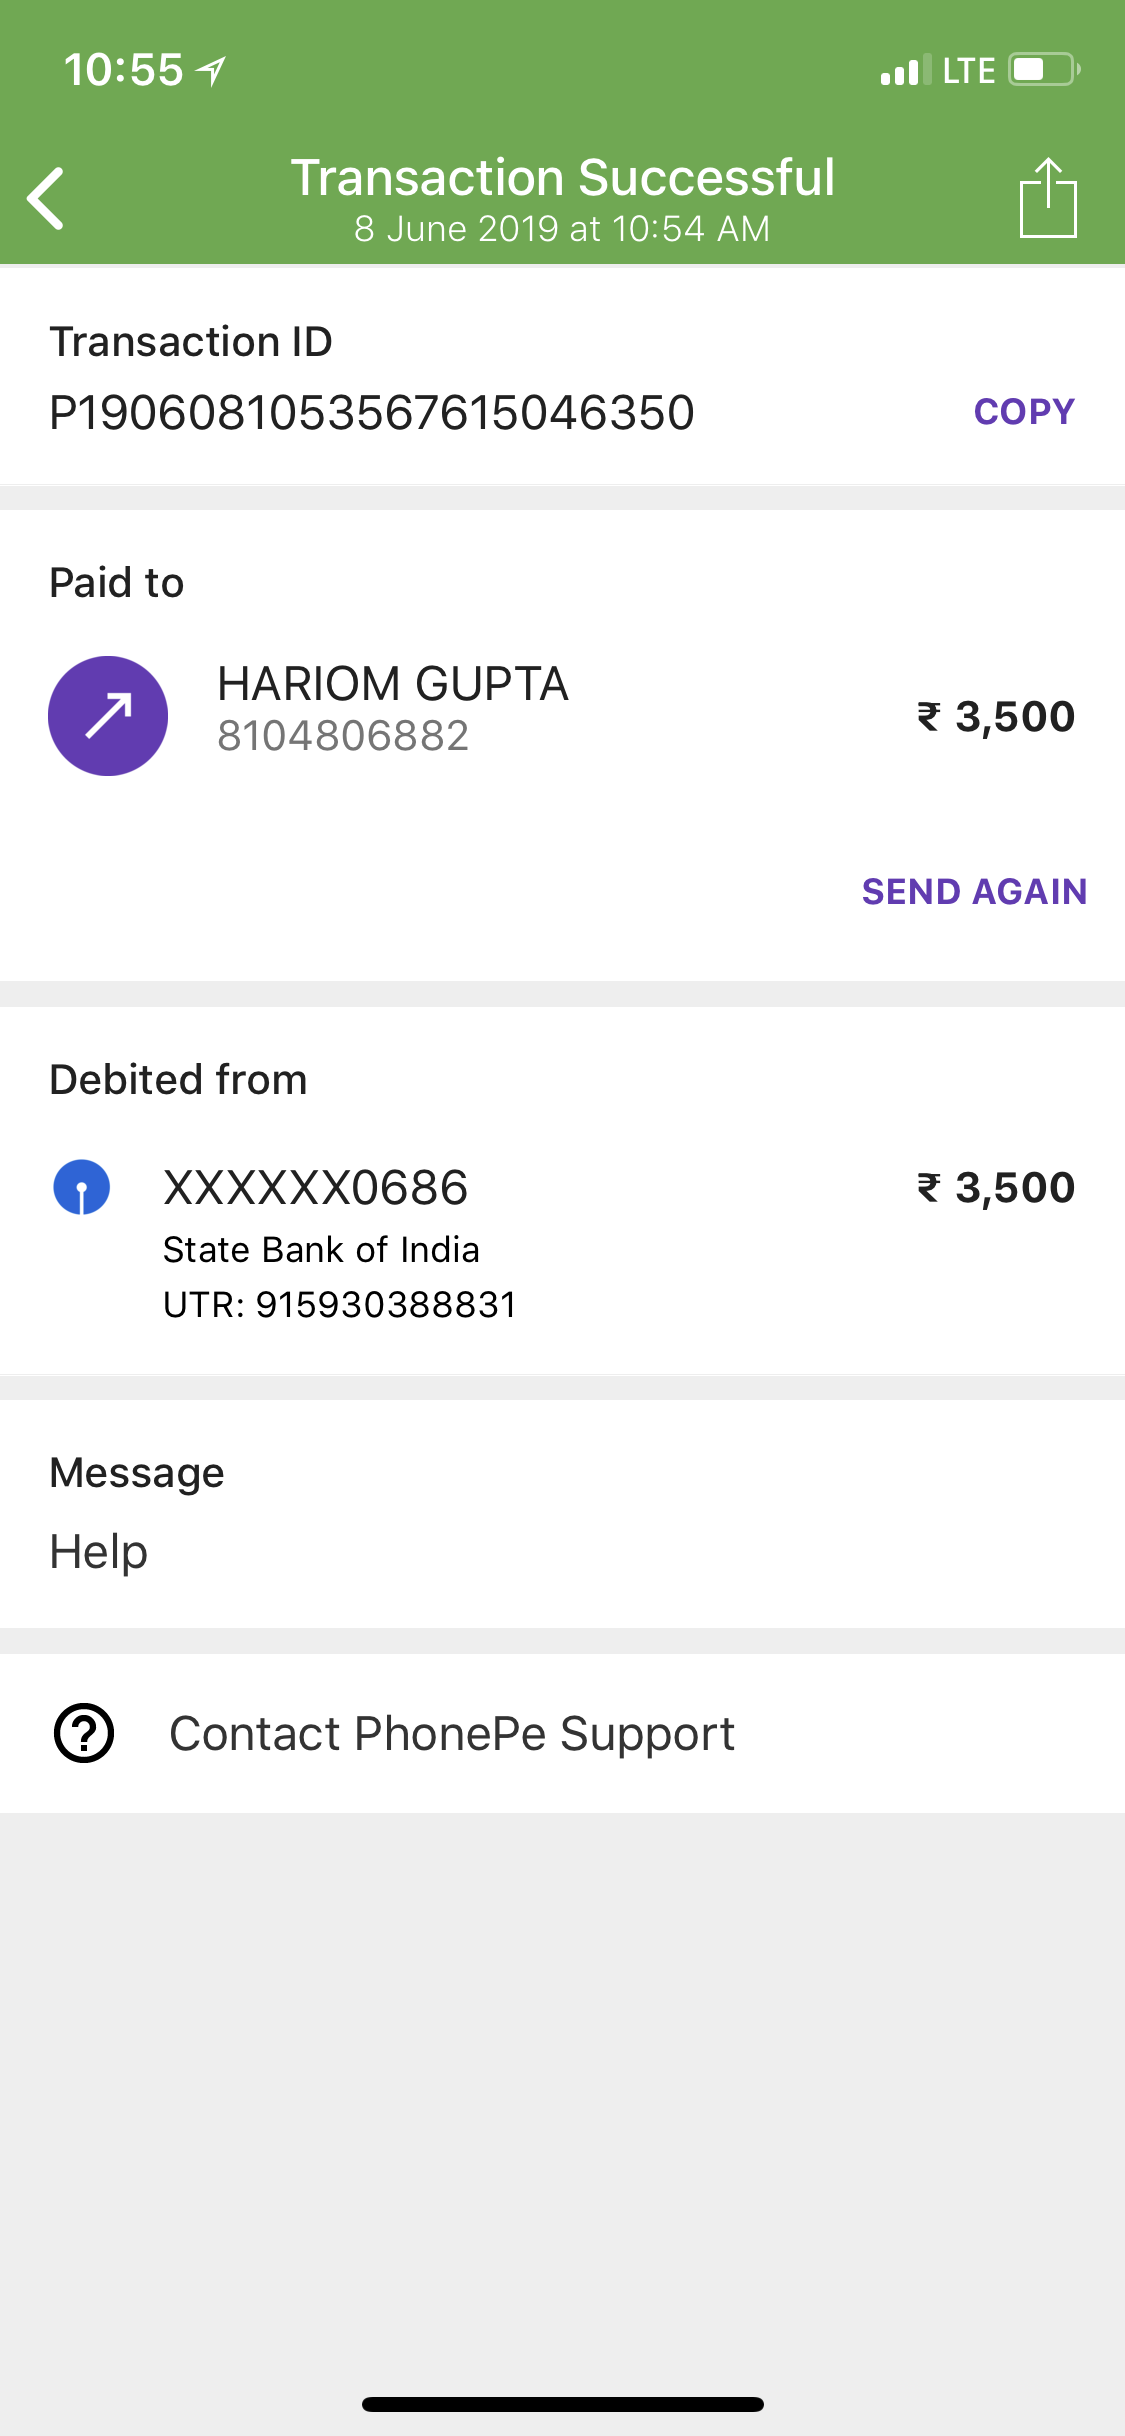 10:55
LTE
Transaction Successful
8 June 2019 at 10:54 AM
Transaction ID
P1906081053567615046350
COPY
Paid to
HARIOM GUPTA
8104806882
₹ 3,500
SEND AGAIN
Debited from
XXXXXX0686
₹ 3,500
State Bank of India
UTR: 915930388831
Message
Help
Contact PhonePe Support